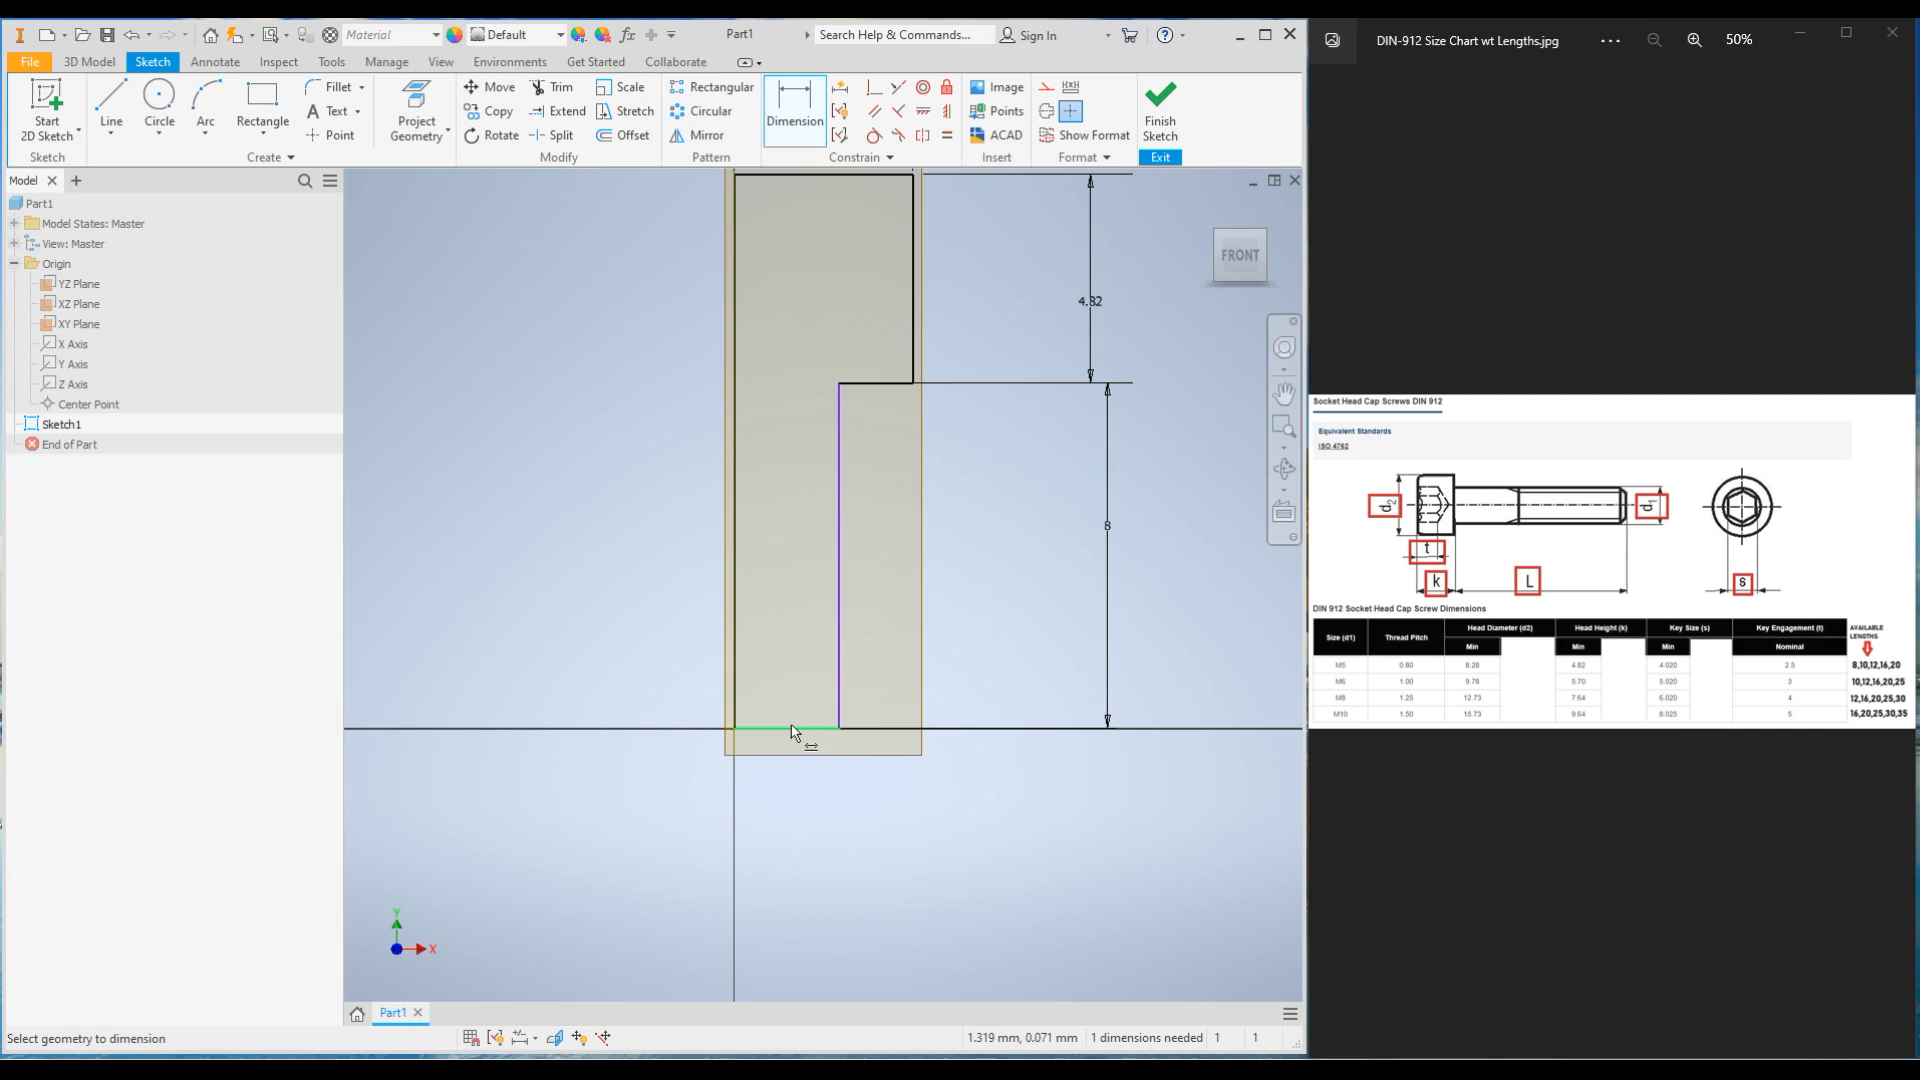 Material
Default
Part1
Search Help & Commands...
Sign In
File
3D Model
Sketch
Annotate
Inspect
Tools
Manage
View
Environments
Get Started
Collaborate
Start
2D Sketch
Line
Circle
Arc
Rectangle
Fillet
Text
Point
Project
Geometry
Move
Copy
Rotate
Trim
Extend
Split
Scale
Stretch
Offset
Rectangular
Circular
Mirror
Dimension
Image
Points
ACAD
Show Format
Finish
Sketch
Sketch
Create
Modify
Pattern
Constrain
Insert
Format
Exit
Model
Part1
Model States: Master
View: Master
Origin
YZ Plane
XZ Plane
XY Plane
X Axis
Y Axis
Z Axis
Center Point
Sketch1
End of Part
FRONT
4.82
8
Y
X
Part1
Select geometry to dimension
1.319 mm, 0.071 mm
1 dimensions needed
1
1
DIN-912 Size Chart wt Lengths.jpg
50%
Socket Head Cap Screws DIN 912
Equivalent Standards
ISO 4762
d2
d1
t
k
L
s
DIN 912 Socket Head Cap Screw Dimensions
Size (d1) Thread Pitch Head Diameter (d2) Head Height (k) Key Size (s) Key Engagement (t) AVAILABLE LENGTHS
Min Min Min Nominal
M5 0.80 8.28 4.82 4.020 2.5 8,10,12,16,20
M6 1.00 9.78 5.70 5.020 3 10,12,16,20,25
M8 1.25 12.73 7.64 6.020 4 12,16,20,25,30
M10 1.50 15.73 9.64 8.025 5 16,20,25,30,35